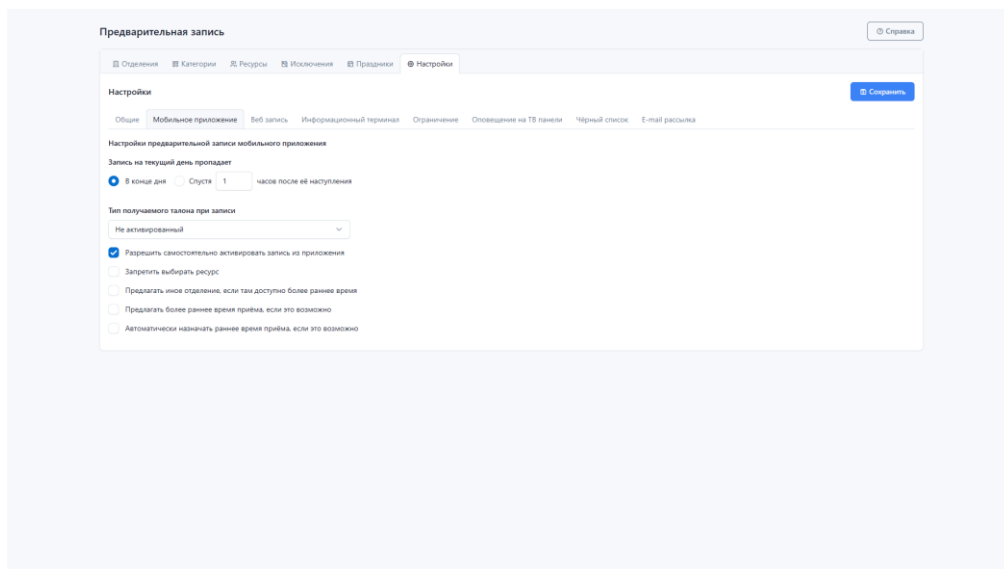 Предварительная запись
Справка
Отделения Категории Ресурсы Исключения Праздники Настройки
Настройки
Сохранить
Общие Мобильное приложение Веб запись Информационный терминал Ограничение Оповещение на ТВ панели Чёрный список E-mail рассылка
Настройки предварительной записи мобильного приложения
Запись на текущий день пропадает
В конце дня Спустя 1 часов после её наступления
Тип получаемого талона при записи
Не активированный
Разрешить самостоятельно активировать запись из приложения
Запретить выбирать ресурс
Предлагать иное отделение, если там доступно более раннее время
Предлагать более раннее время приёма, если это возможно
Автоматически назначать раннее время приёма, если это возможно